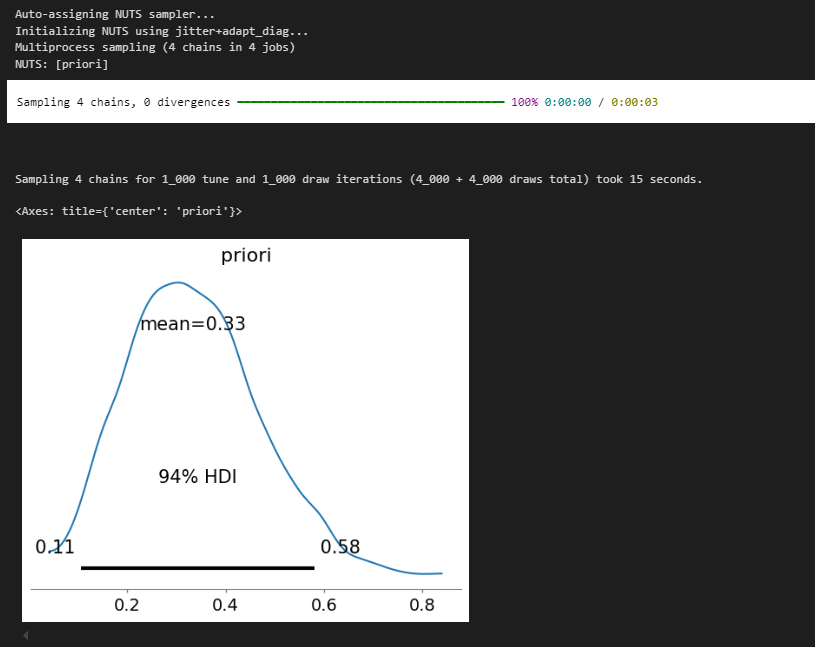 Auto-assigning NUTS sampler...
Initializing NUTS using jitter+adapt_diag...
Multiprocess sampling (4 chains in 4 jobs)
NUTS: [priori]
Sampling 4 chains, 0 divergences 100% 0:00:00 / 0:00:03
Sampling 4 chains for 1_000 tune and 1_000 draw iterations (4_000 + 4_000 draws total) took 15 seconds.
<Axes: title={'center': 'priori'}>
priori
mean=0.33
94% HDI
0.11 0.58
0.2 0.4 0.6 0.8